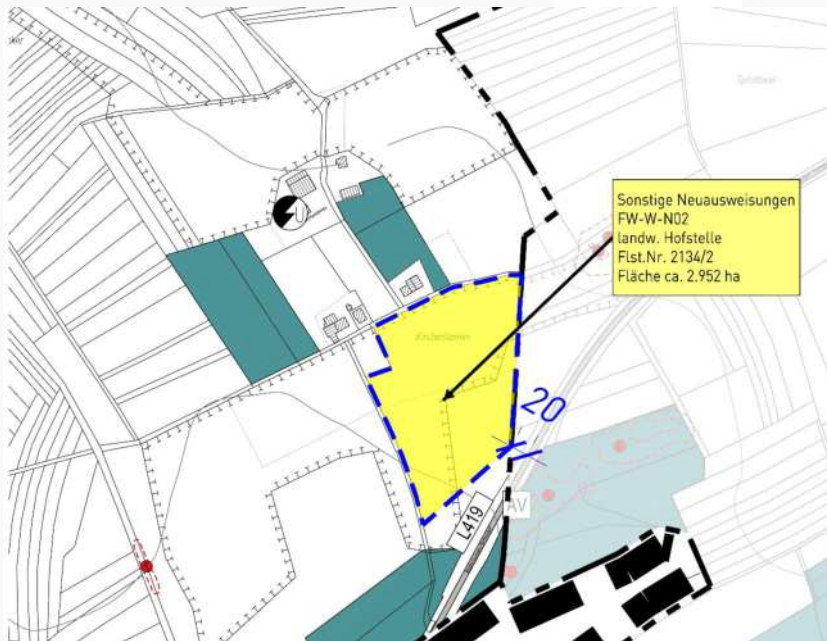 Sonstige Neuausweisungen
FW-W-N02
landw. Hofstelle
Flst.Nr. 2134/2
Fläche ca. 2.952 ha
U
20
AV
L419